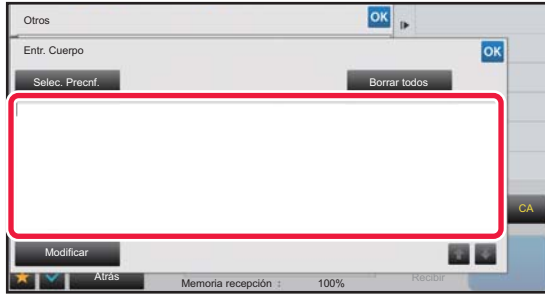 Otros
OK
Entr. Cuerpo
OK
Selec. Precnf.
Borrar todos
CA
Modificar
Atrás
Memoria recepción :
100%
Recibir